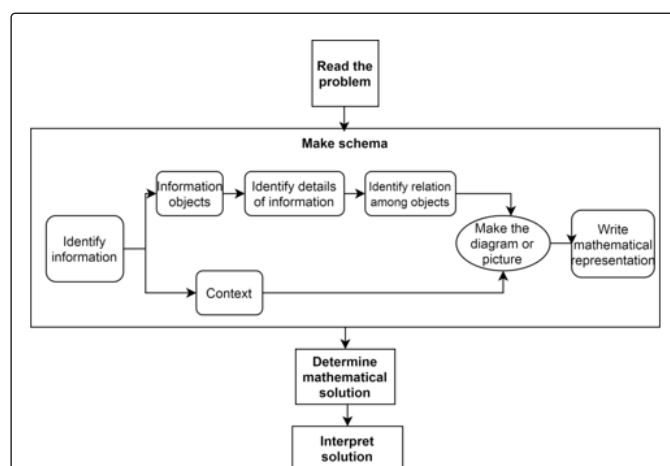 Read the
problem
Make schema
Information
objects
Identify details
of information
Identify relation
among objects
Identify
information
Make the
diagram or
picture
Write
mathematical
representation
Context
Determine
mathematical
solution
Interpret
solution